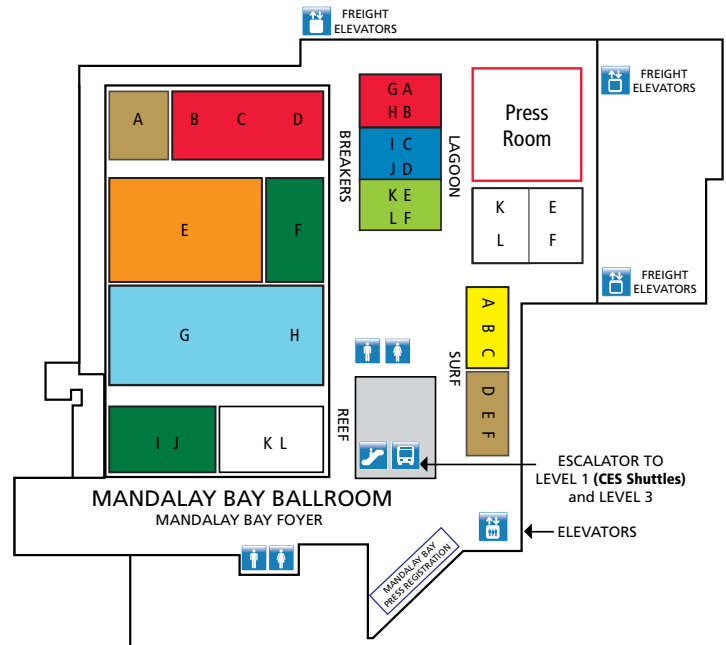 FREIGHT
ELEVATORS
FREIGHT
ELEVATORS
A B C D
G A
H B
Press
Room
BREAKERS
I C
J D
LAGOON
K E
L F
K E
L F
E F
FREIGHT
ELEVATORS
G H
A B C
SURF
D E F
I J K L
REEF
ESCALATOR TO
LEVEL 1 (CES Shuttles)
and LEVEL 3
MANDALAY BAY BALLROOM
MANDALAY BAY FOYER
ELEVATORS
MANDALAY BAY
PRESS REGISTRATION